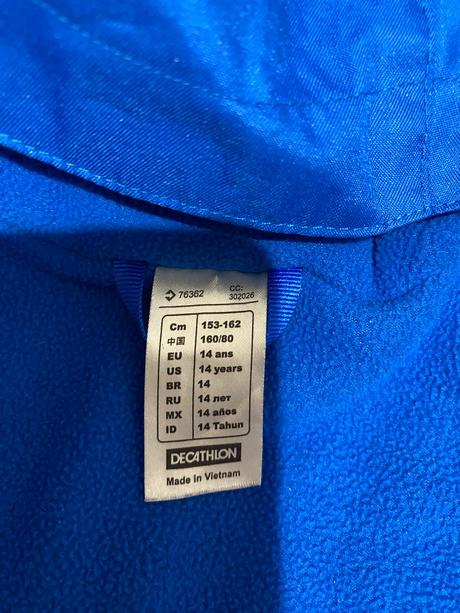 76362 CC:
302026
Cm 153-162
中国 160/80
EU 14 ans
US 14 years
BR 14
RU 14 лет
MX 14 años
ID 14 Tahun
DECATHLON
Made in Vietnam